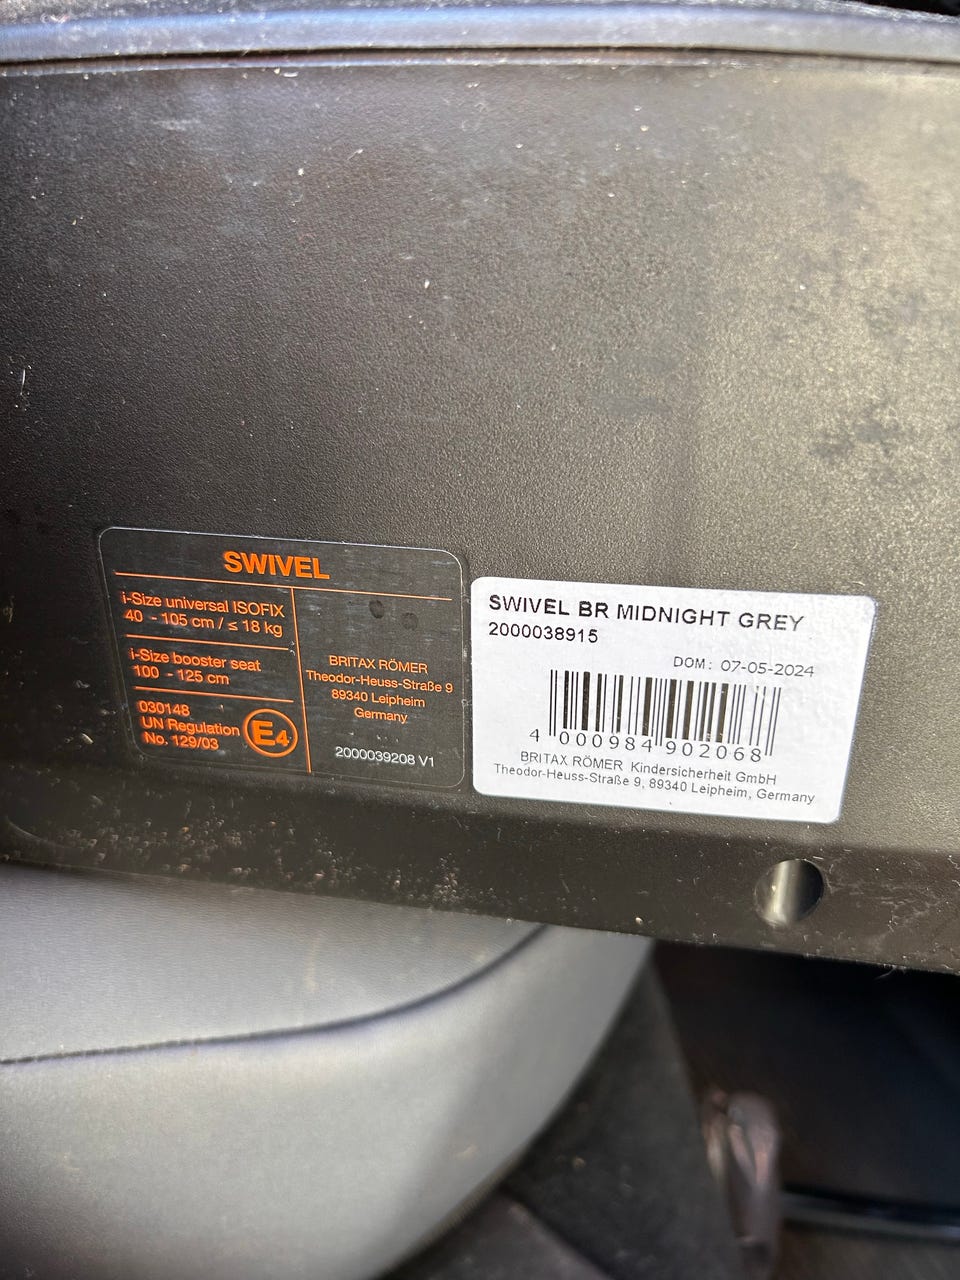 SWIVEL
i-Size universal ISOFIX
40 - 105 cm / ≤ 18 kg
i-Size booster seat
100 - 125 cm
030148
UN Regulation
No. 129/03
E4
BRITAX RÖMER
Theodor-Heuss-Straße 9
89340 Leipheim
Germany
2000039208 V1
SWIVEL BR MIDNIGHT GREY
2000038915
DOM: 07-05-2024
4 000984 902068
BRITAX RÖMER Kindersicherheit GmbH
Theodor-Heuss-Straße 9, 89340 Leipheim, Germany